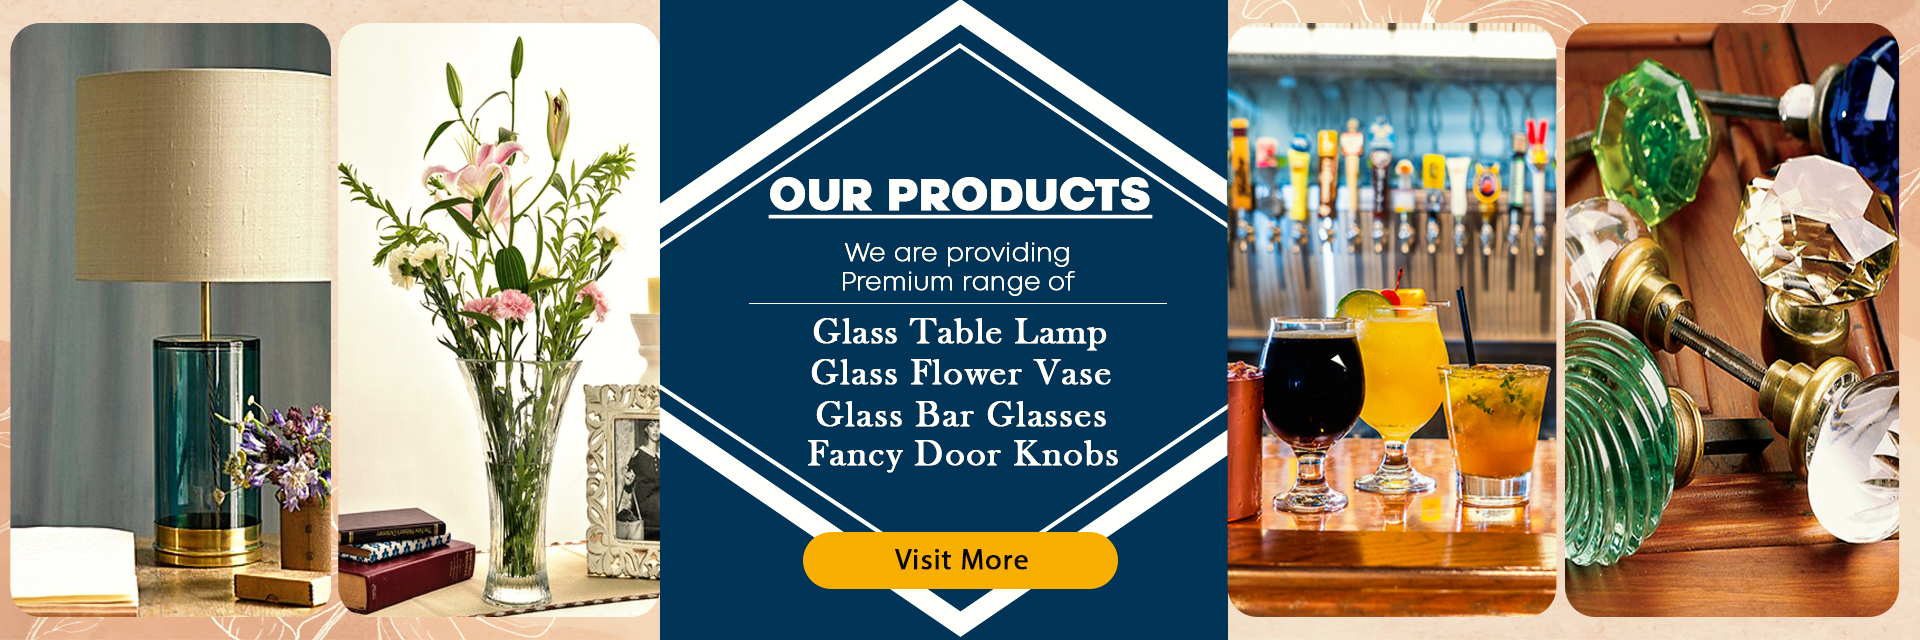 OUR PRODUCTS
We are providing
Premium range of
Glass Table Lamp
Glass Flower Vase
Glass Bar Glasses
Fancy Door Knobs
Visit More